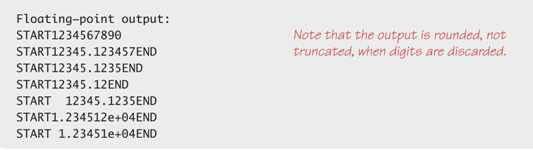 Floating-point output:
START1234567890
START12345.123457END
START12345.1235END
START12345.12END
START  12345.1235END
START1.234512e+04END
START 1.23451e+04END
Note that the output is rounded, not
truncated, when digits are discarded.